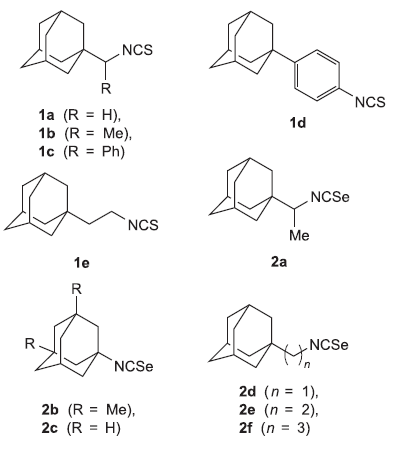 NCS
R
1a (R = H),
1b (R = Me),
1c (R = Ph)
NCS
1d
NCS
1e
NCSe
Me
2a
R
R
NCSe
2b (R = Me),
2c (R = H)
NCSe
( )n
2d (n = 1),
2e (n = 2),
2f (n = 3)